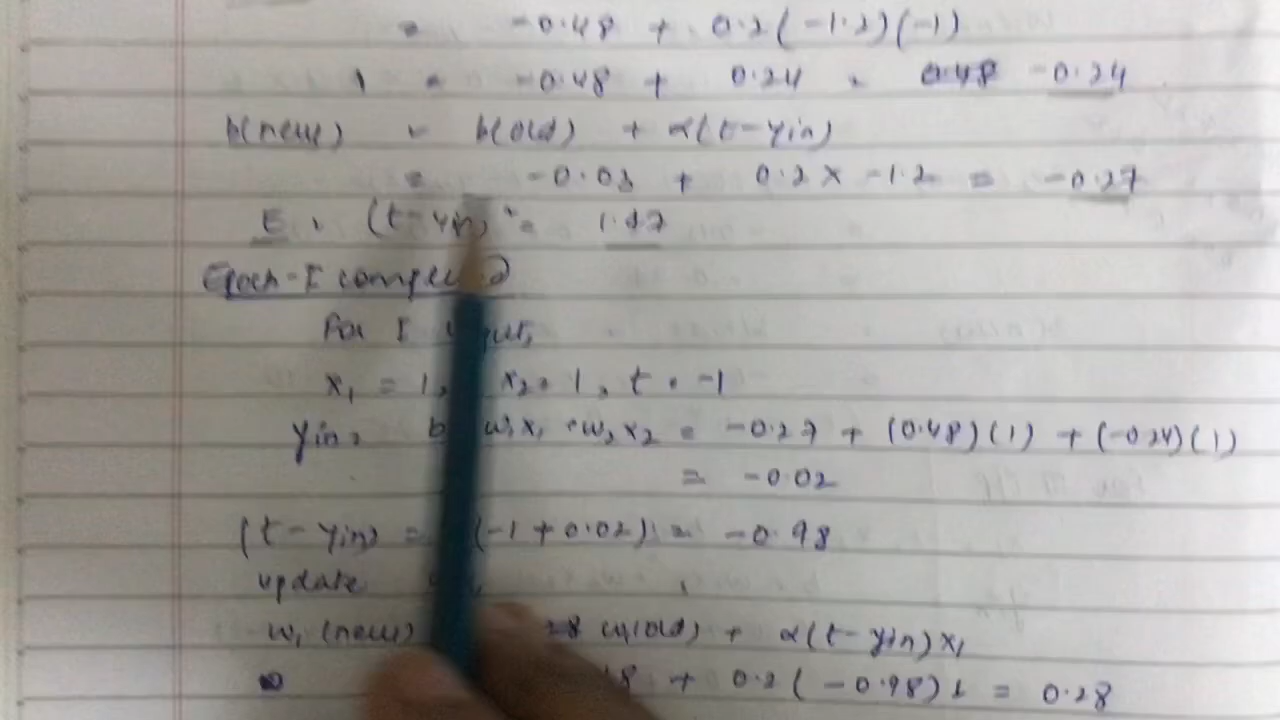 = -0.48 + 0.2(-1.2)(-1)
= -0.48 + 0.24 = -0.24
b(new) = b(old) + α(t-yin)
= -0.03 + 0.2 x -1.2 = -0.27
E = (t-yin)² =
Epoch-I completed
For I input,
x₁ = 1, x₂ = 1, t = -1
yin = b w₁x₁ + w₂x₂ = -0.27 + (0.48)(1) + (-0.24)(1)
= -0.02
(t-yin) = (-1+0.02) = -0.98
update
w₁(new) w₁(old) + α(t-yin)x₁
+ 0.2(-0.98)1 = 0.28